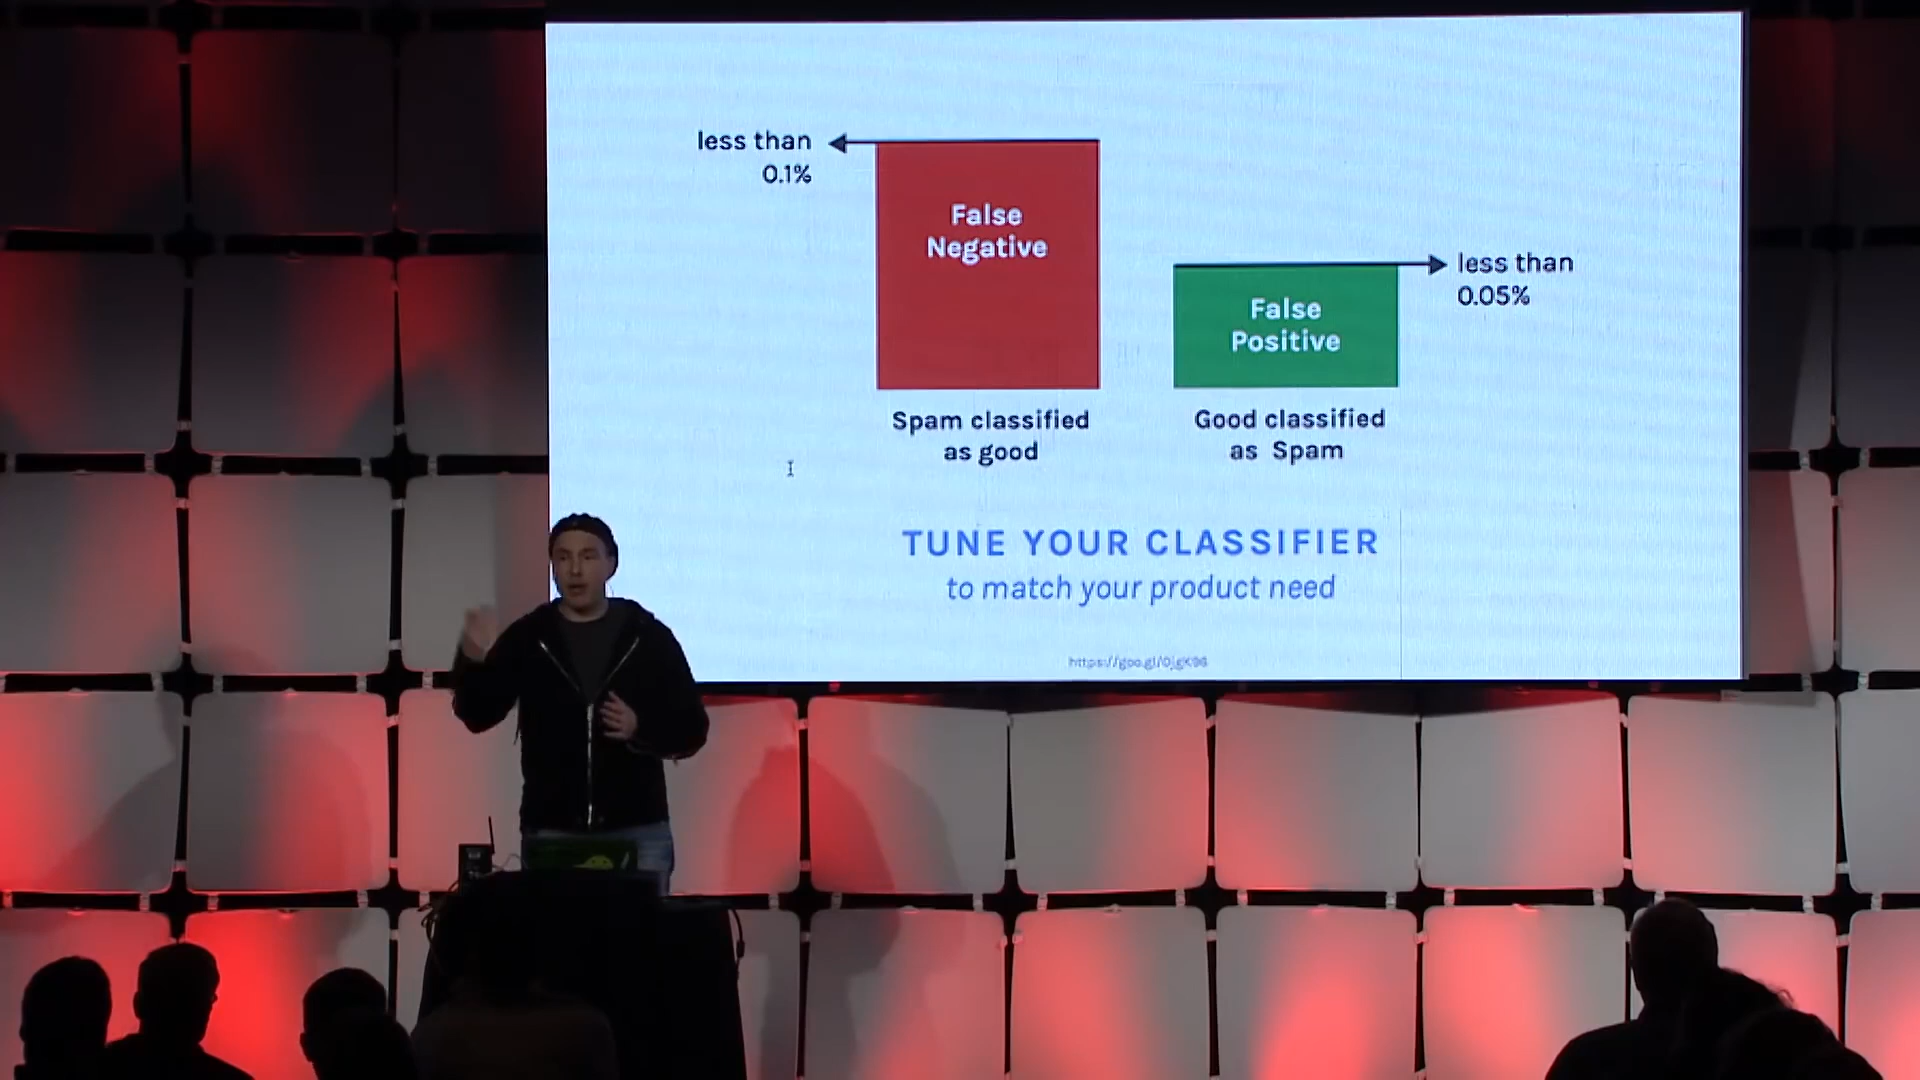 less than
0.1%
False
Negative
Spam classified
as good
less than
0.05%
False
Positive
Good classified
as Spam
TUNE YOUR CLASSIFIER
to match your product need